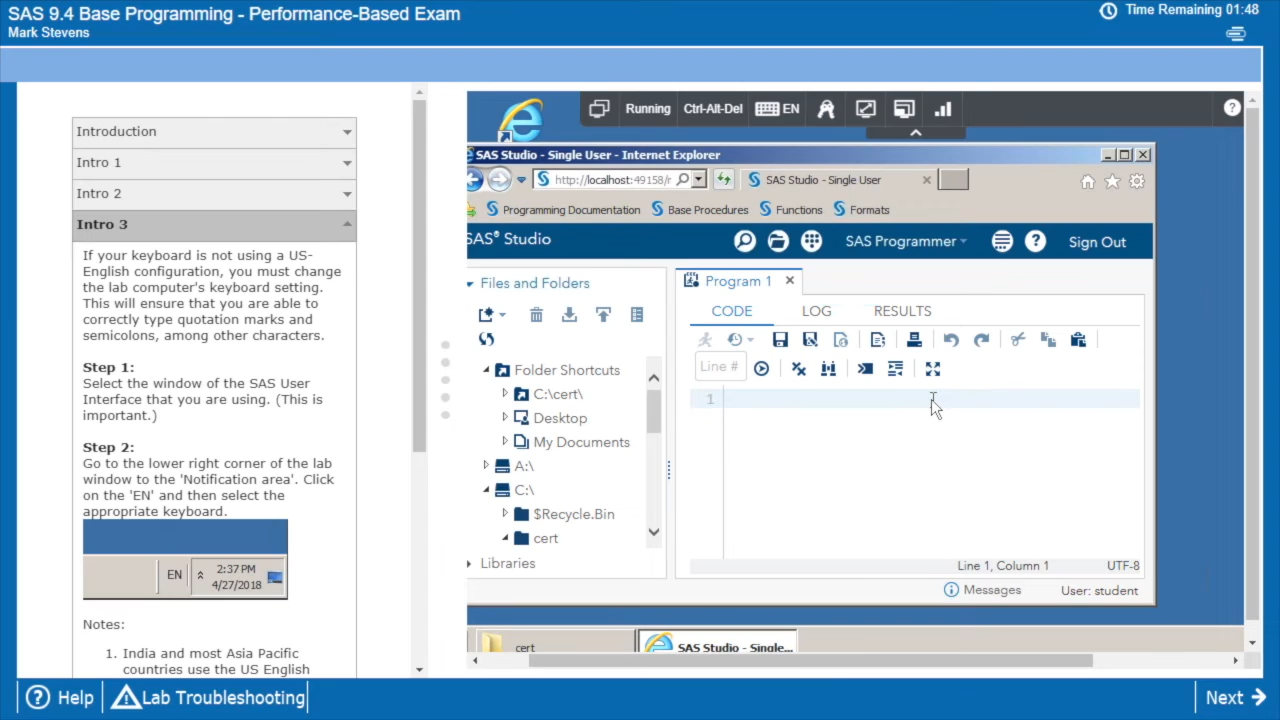 SAS 9.4 Base Programming - Performance-Based Exam
Mark Stevens
Time Remaining 01:48
Introduction
Intro 1
Intro 2
Intro 3
If your keyboard is not using a US-
English configuration, you must change
the lab computer's keyboard setting.
This will ensure that you are able to
correctly type quotation marks and
semicolons, among other characters.
Step 1:
Select the window of the SAS User
Interface that you are using. (This is
important.)
Step 2:
Go to the lower right corner of the lab
window to the 'Notification area'. Click
on the 'EN' and then select the
appropriate keyboard.
EN
2:37 PM
4/27/2018
Notes:
1. India and most Asia Pacific
countries use the US English
Running
Ctrl-Alt-Del
EN
SAS Studio - Single User - Internet Explorer
http://localhost:49158/r
SAS Studio - Single User
Programming Documentation
Base Procedures
Functions
Formats
SAS® Studio
SAS Programmer
Sign Out
Files and Folders
Folder Shortcuts
C:\cert\
Desktop
My Documents
A:\
C:\
$Recycle.Bin
cert
Libraries
Program 1
CODE
LOG
RESULTS
Line #
1
Line 1, Column 1
UTF-8
Messages
User: student
cert
SAS Studio - Single...
Help
Lab Troubleshooting
Next